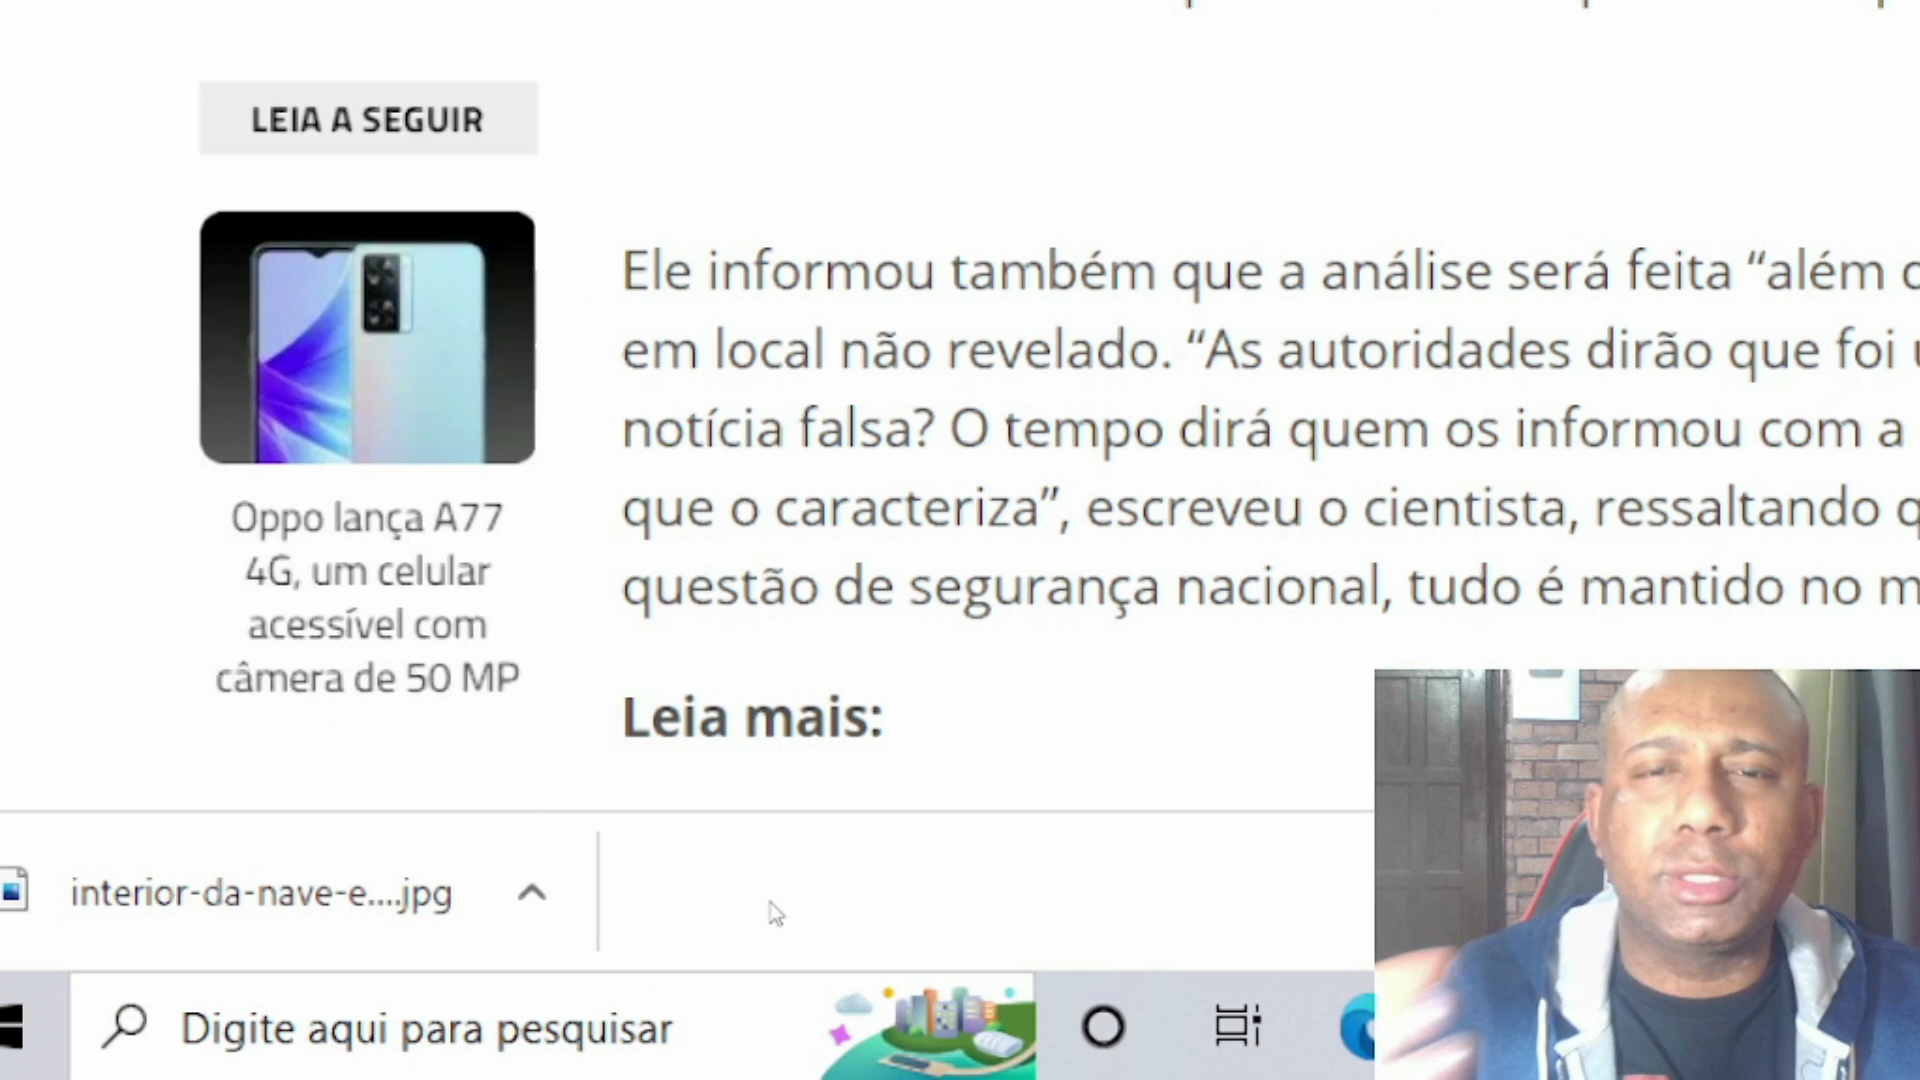 LEIA A SEGUIR
Oppo lança A77
4G, um celular
acessível com
câmera de 50 MP
Ele informou também que a análise será feita “além
em local não revelado. “As autoridades dirão que foi
notícia falsa? O tempo dirá quem os informou com a
que o caracteriza”, escreveu o cientista, ressaltando
questão de segurança nacional, tudo é mantido no
Leia mais:
interior-da-nave-e....jpg
Digite aqui para pesquisar